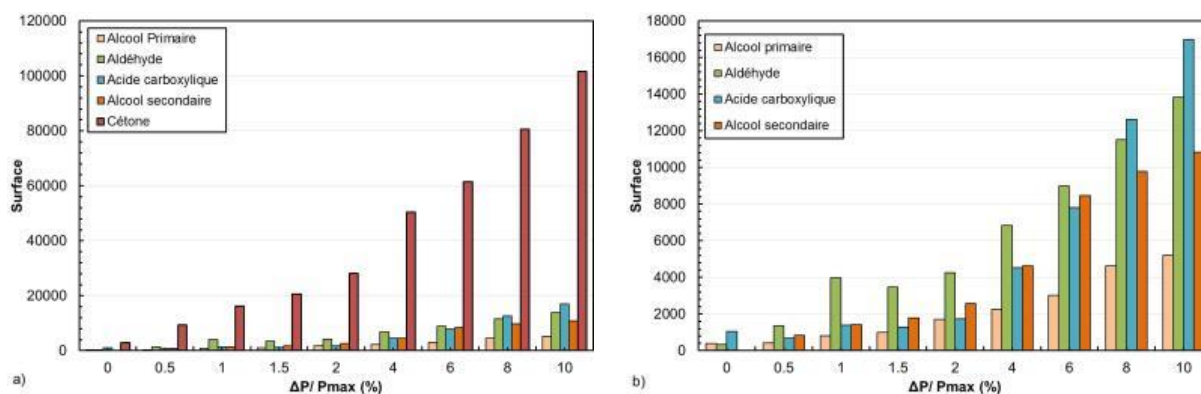 120000
100000
80000
60000
40000
20000
0
Surface
Alcool Primaire
Aldéhyde
Acide carboxylique
Alcool secondaire
Cétone
0 0.5 1 1.5 2 4 6 8 10
a) ΔP/ Pmax (%)
18000
16000
14000
12000
10000
8000
6000
4000
2000
0
Surface
Alcool primaire
Aldéhyde
Acide carboxylique
Alcool secondaire
0 0.5 1 1.5 2 4 6 8 10
b) ΔP/ Pmax (%)